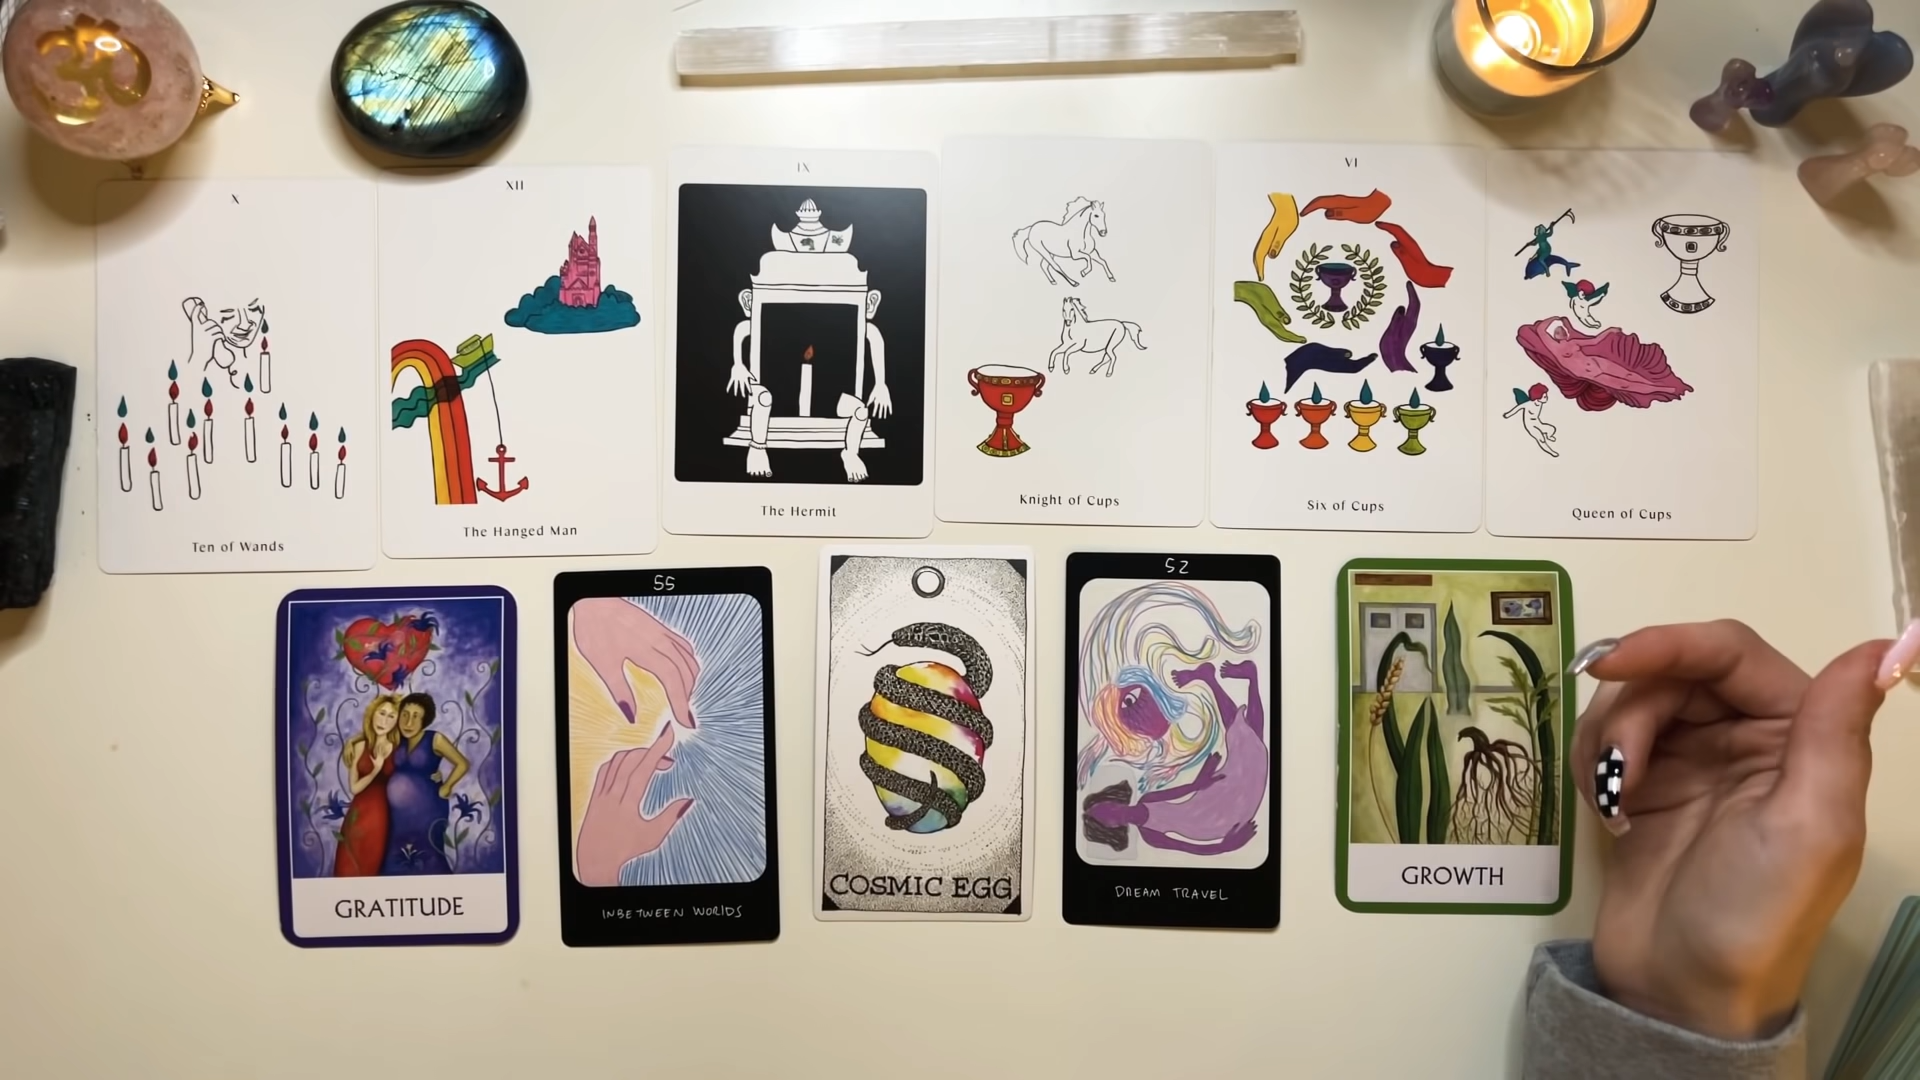 X
Ten of Wands
XII
The Hanged Man
IX
The Hermit
Knight of Cups
VI
Six of Cups
Queen of Cups
GRATITUDE
55
INBETWEEN WORLDS
COSMIC EGG
52
DREAM TRAVEL
GROWTH
ॐ